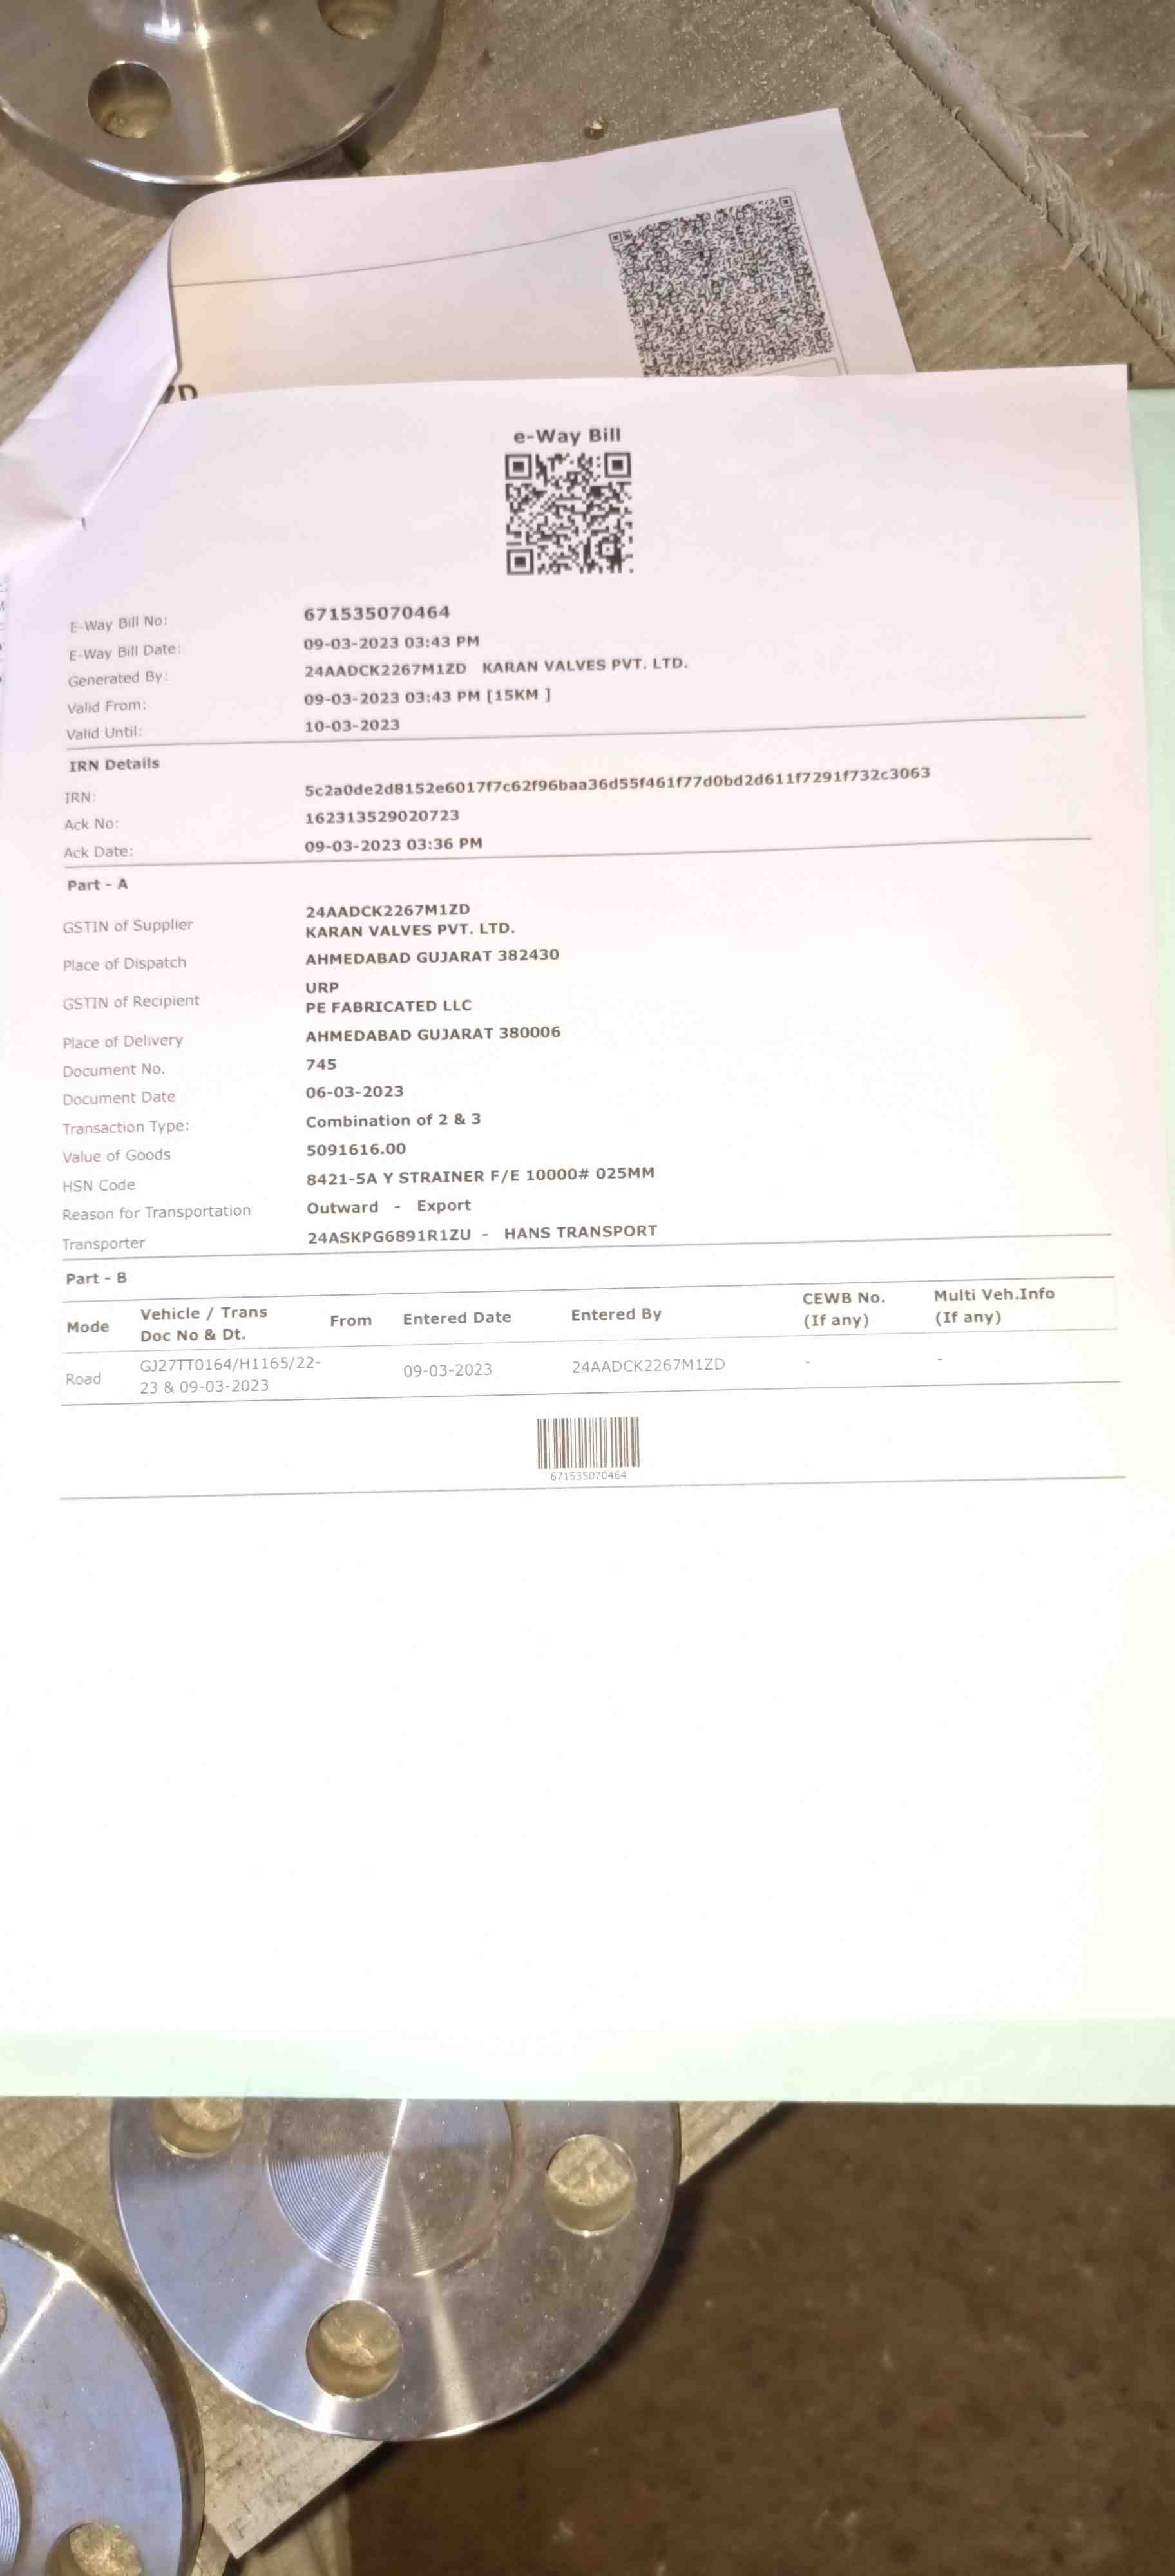 ZD
e-Way Bill
E-Way Bill No: 671535070464
E-Way Bill Date: 09-03-2023 03:43 PM
Generated By: 24AADCK2267M1ZD KARAN VALVES PVT. LTD.
Valid From: 09-03-2023 03:43 PM [15KM ]
Valid Until: 10-03-2023
IRN Details
IRN: 5c2a0de2d8152e6017f7c62f96baa36d55f461f77d0bd2d611f7291f732c3063
Ack No: 162313529020723
Ack Date: 09-03-2023 03:36 PM
Part - A
GSTIN of Supplier 24AADCK2267M1ZD
KARAN VALVES PVT. LTD.
Place of Dispatch AHMEDABAD GUJARAT 382430
GSTIN of Recipient URP
PE FABRICATED LLC
Place of Delivery AHMEDABAD GUJARAT 380006
Document No. 745
Document Date 06-03-2023
Transaction Type: Combination of 2 & 3
Value of Goods 5091616.00
HSN Code 8421-5A Y STRAINER F/E 10000# 025MM
Reason for Transportation Outward - Export
Transporter 24ASKPG6891R1ZU - HANS TRANSPORT
Part - B
Mode Vehicle / Trans From Entered Date Entered By CEWB No. Multi Veh.Info
Doc No & Dt. (If any) (If any)
Road GJ27TT0164/H1165/22- 09-03-2023 24AADCK2267M1ZD - -
23 & 09-03-2023
671535070464